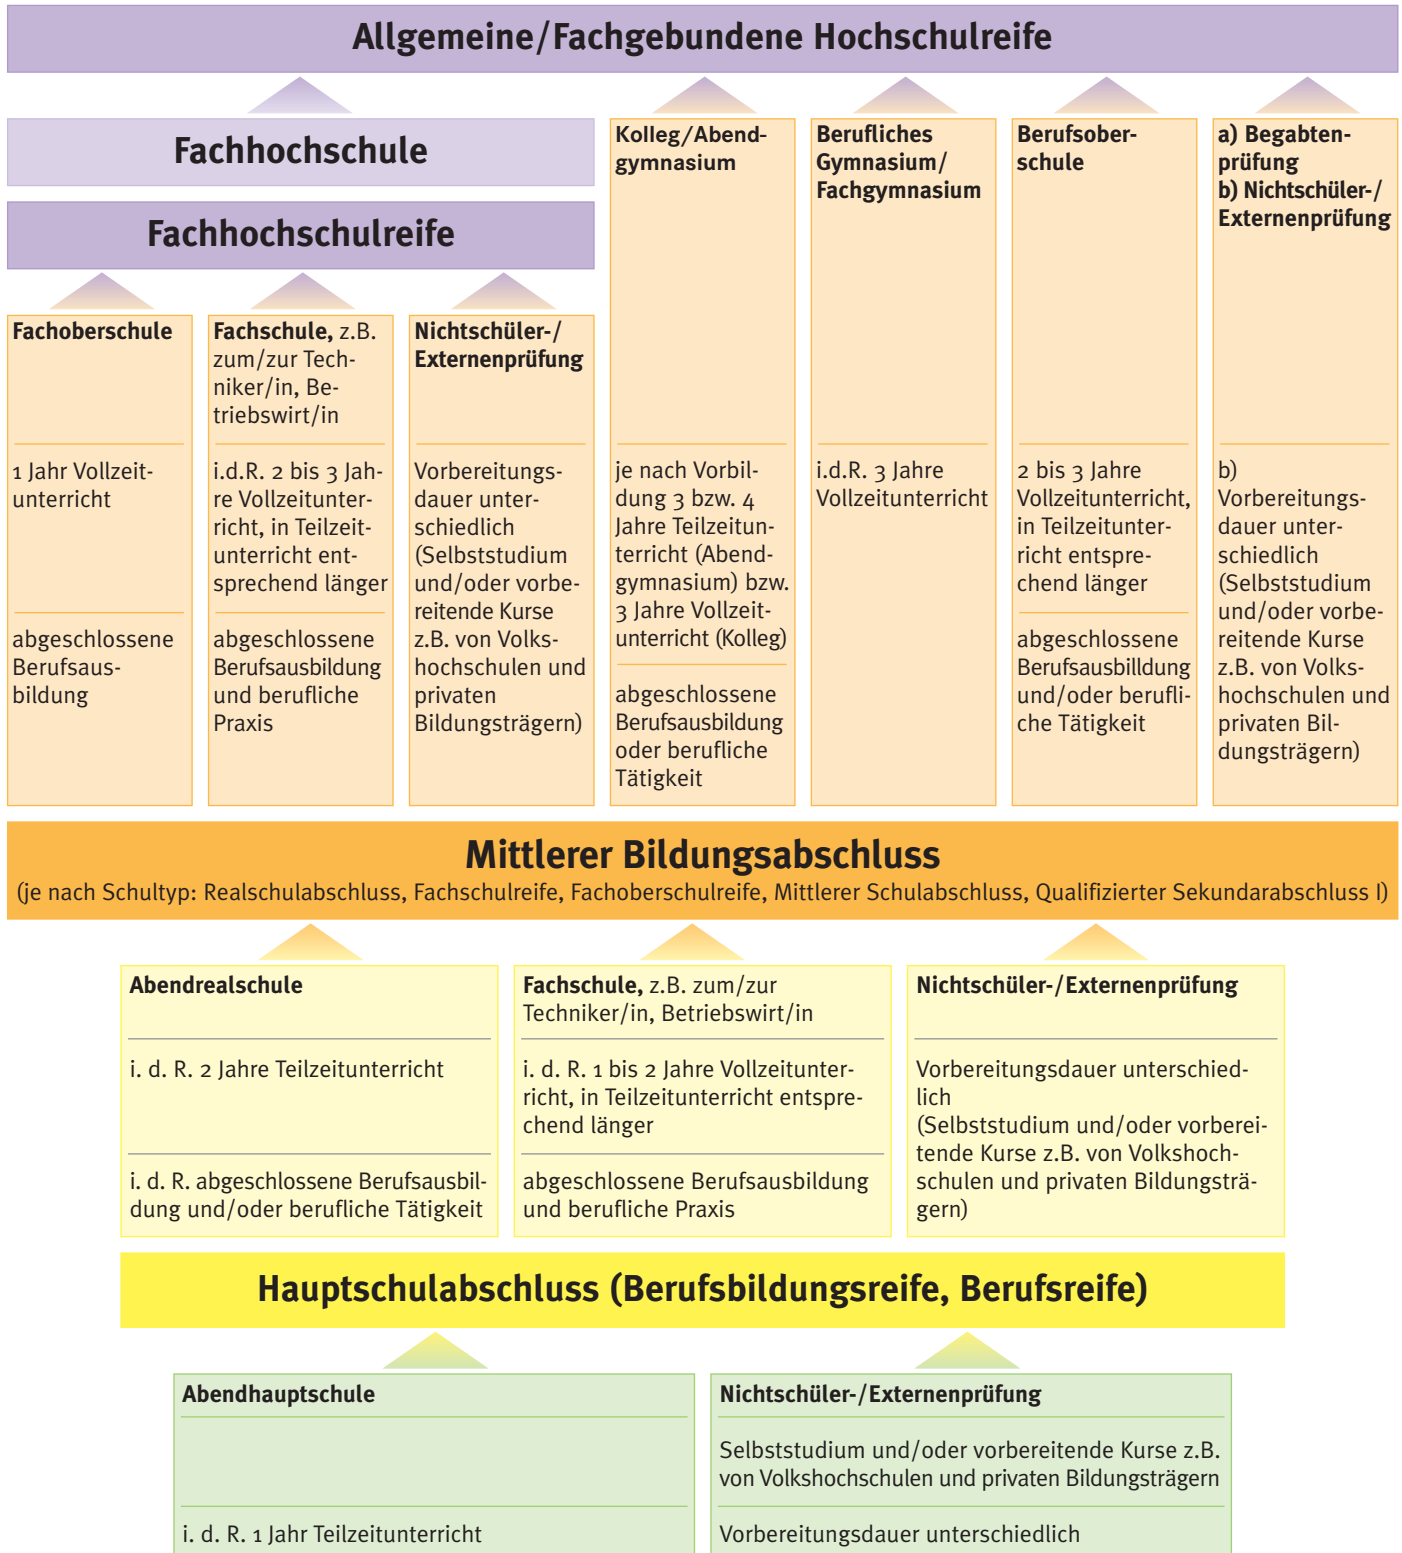 Allgemeine/Fachgebundene Hochschulreife
Fachhochschule
Fachhochschulreife
Fachoberschule
1 Jahr Vollzeit-
unterricht
abgeschlossene
Berufsaus-
bildung
Fachschule, z.B.
zum/zur Tech-
niker/in, Be-
triebswirt/in
i.d.R. 2 bis 3 Jah-
re Vollzeitunter-
richt, in Teilzeit-
unterricht ent-
sprechend länger
abgeschlossene
Berufsausbildung
und berufliche
Praxis
Nichtschüler-/
Externenprüfung
Vorbereitungs-
dauer unter-
schiedlich
(Selbststudium
und/oder vorbe-
reitende Kurse
z.B. von Volks-
hochschulen und
privaten
Bildungsträgern)
Kolleg/Abend-
gymnasium
je nach Vorbil-
dung 3 bzw. 4
Jahre Teilzeitun-
terricht (Abend-
gymnasium) bzw.
3 Jahre Vollzeit-
unterricht (Kolleg)
abgeschlossene
Berufsausbildung
oder berufliche
Tätigkeit
Berufliches
Gymnasium/
Fachgymnasium
i.d.R. 3 Jahre
Vollzeitunterricht
Berufsober-
schule
2 bis 3 Jahre
Vollzeitunterricht,
in Teilzeitunter-
richt entspre-
chend länger
abgeschlossene
Berufsausbilldung
und/oder berufli-
che Tätigkeit
a) Begabten-
prüfung
b) Nichtschüler-/
Externenprüfung
b)
Vorbereitungs-
dauer unter-
schiedlich
(Selbststudium
und/oder vorbe-
reitende Kurse
z.B. von Volks-
hochschulen und
privaten Bil-
dungsträgern)
Mittlerer Bildungsabschluss
(je nach Schultyp: Realschulabschluss, Fachschulreife, Fachoberschulreife, Mittlerer Schulabschluss, Qualifizierter Sekundarabschluss I)
Abendrealschule
i. d. R. 2 Jahre Teilzeitunterricht
i. d. R. abgeschlossene Berufsausbil-
dung und/oder berufliche Tätigkeit
Fachschule, z.B. zum/zur
Techniker/in, Betriebswirt/in
i. d. R. 1 bis 2 Jahre Vollzeitunter-
richt, in Teilzeitunterricht entspre-
chend länger
abgeschlossene Berufsausbildung
und berufliche Praxis
Nichtschüler-/Externenprüfung
Vorbereitungsdauer unterschied-
lich
(Selbststudium und/oder vorberei-
tende Kurse z.B. von Volkshoch-
schulen und privaten Bildungsträ-
gern)
Hauptschulabschluss (Berufsbildungsreife, Berufsreife)
Abendhauptschule
i. d. R. 1 Jahr Teilzeitunterricht
Nichtschüler-/Externenprüfung
Selbststudium und/oder vorbereitende Kurse z.B.
von Volkshochschulen und privaten Bildungsträgern
Vorbereitungsdauer unterschiedlich